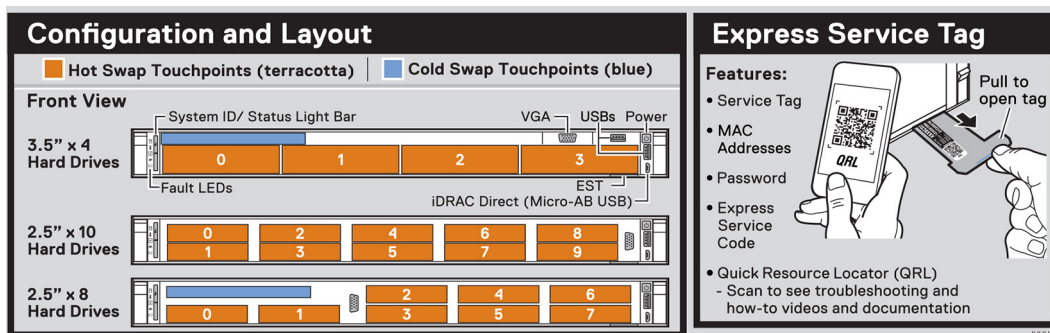 Configuration and Layout
Hot Swap Touchpoints (terracotta)
Cold Swap Touchpoints (blue)
Front View
System ID/ Status Light Bar
VGA
USBs
Power
3.5” x 4
Hard Drives
0
1
2
3
Fault LEDs
EST
iDRAC Direct (Micro-AB USB)
2.5” x 10
Hard Drives
0
2
4
6
8
1
3
5
7
9
2.5” x 8
Hard Drives
2
4
6
0
1
3
5
7
Express Service Tag
Features:
• Service Tag
• MAC
Addresses
• Password
• Express
Service
Code
• Quick Resource Locator (QRL)
- Scan to see troubleshooting and
how-to videos and documentation
QRL
Pull to
open tag